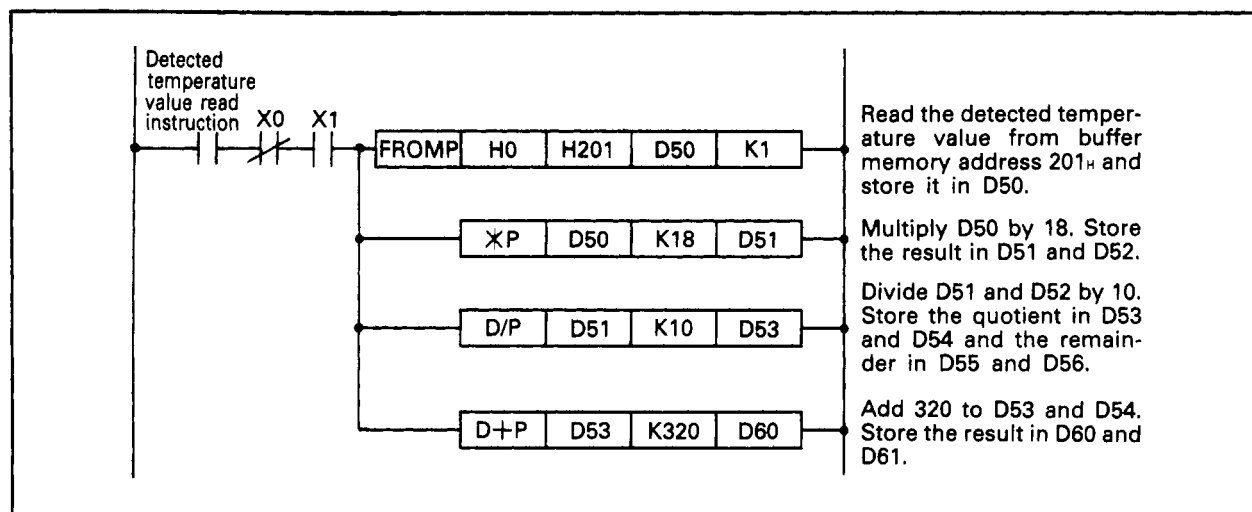 Detected
temperature
value read
instruction X0 X1
FROMP H0 H201 D50 K1
Read the detected temper-
ature value from buffer
memory address 201H and
store it in D50.
✕P D50 K18 D51
Multiply D50 by 18. Store
the result in D51 and D52.
D/P D51 K10 D53
Divide D51 and D52 by 10.
Store the quotient in D53
and D54 and the remain-
der in D55 and D56.
D+P D53 K320 D60
Add 320 to D53 and D54.
Store the result in D60 and
D61.